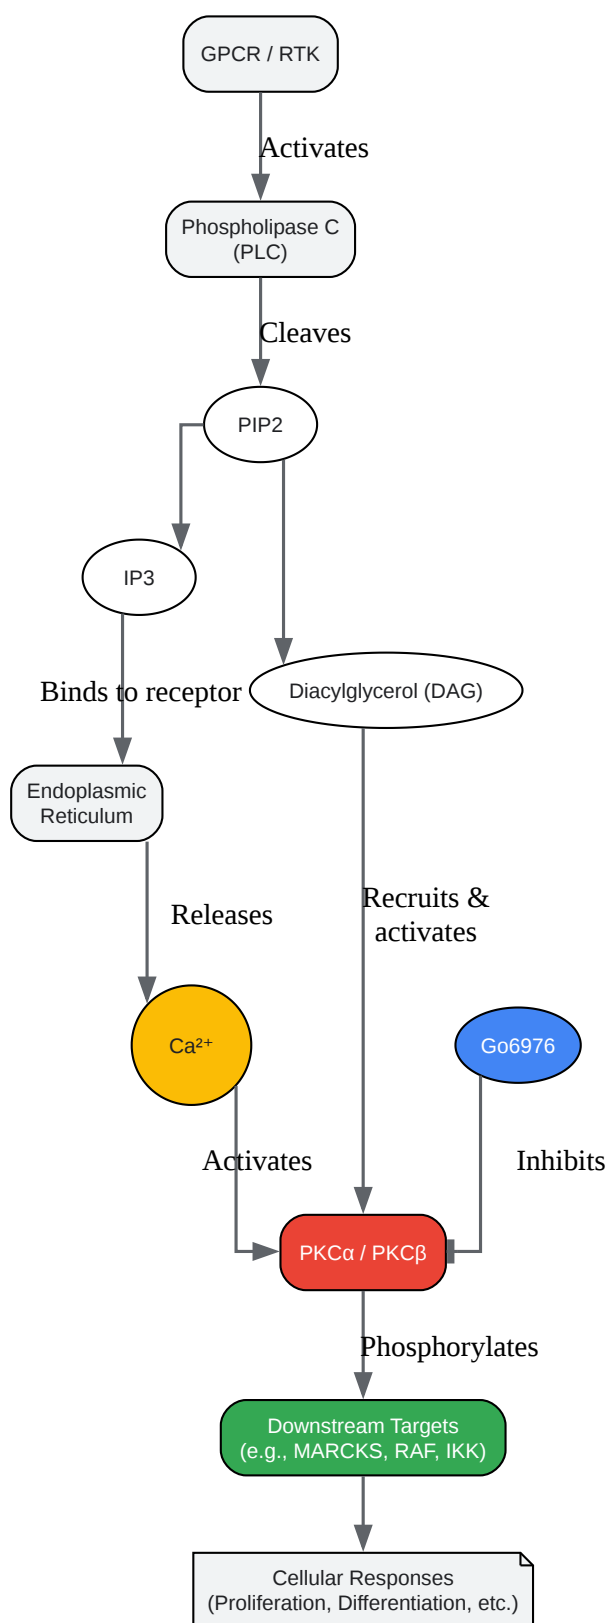 GPCR / RTK
Activates
Phospholipase C
(PLC)
Cleaves
PIP2
IP3
Binds to receptor
Diacylglycerol (DAG)
Endoplasmic
Reticulum
Recruits &
activates
Releases
Ca²⁺
Go6976
Activates
Inhibits
PKCα / PKCβ
Phosphorylates
Downstream Targets
(e.g., MARCKS, RAF, IKK)
Cellular Responses
(Proliferation, Differentiation, etc.)